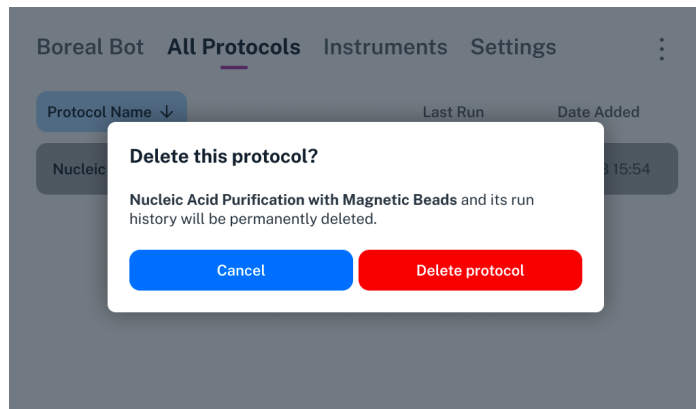 Boreal Bot All Protocols Instruments Settings
Protocol Name ↓ Last Run Date Added
Delete this protocol?
Nucleic 15:54
Nucleic Acid Purification with Magnetic Beads and its run
history will be permanently deleted.
Cancel Delete protocol